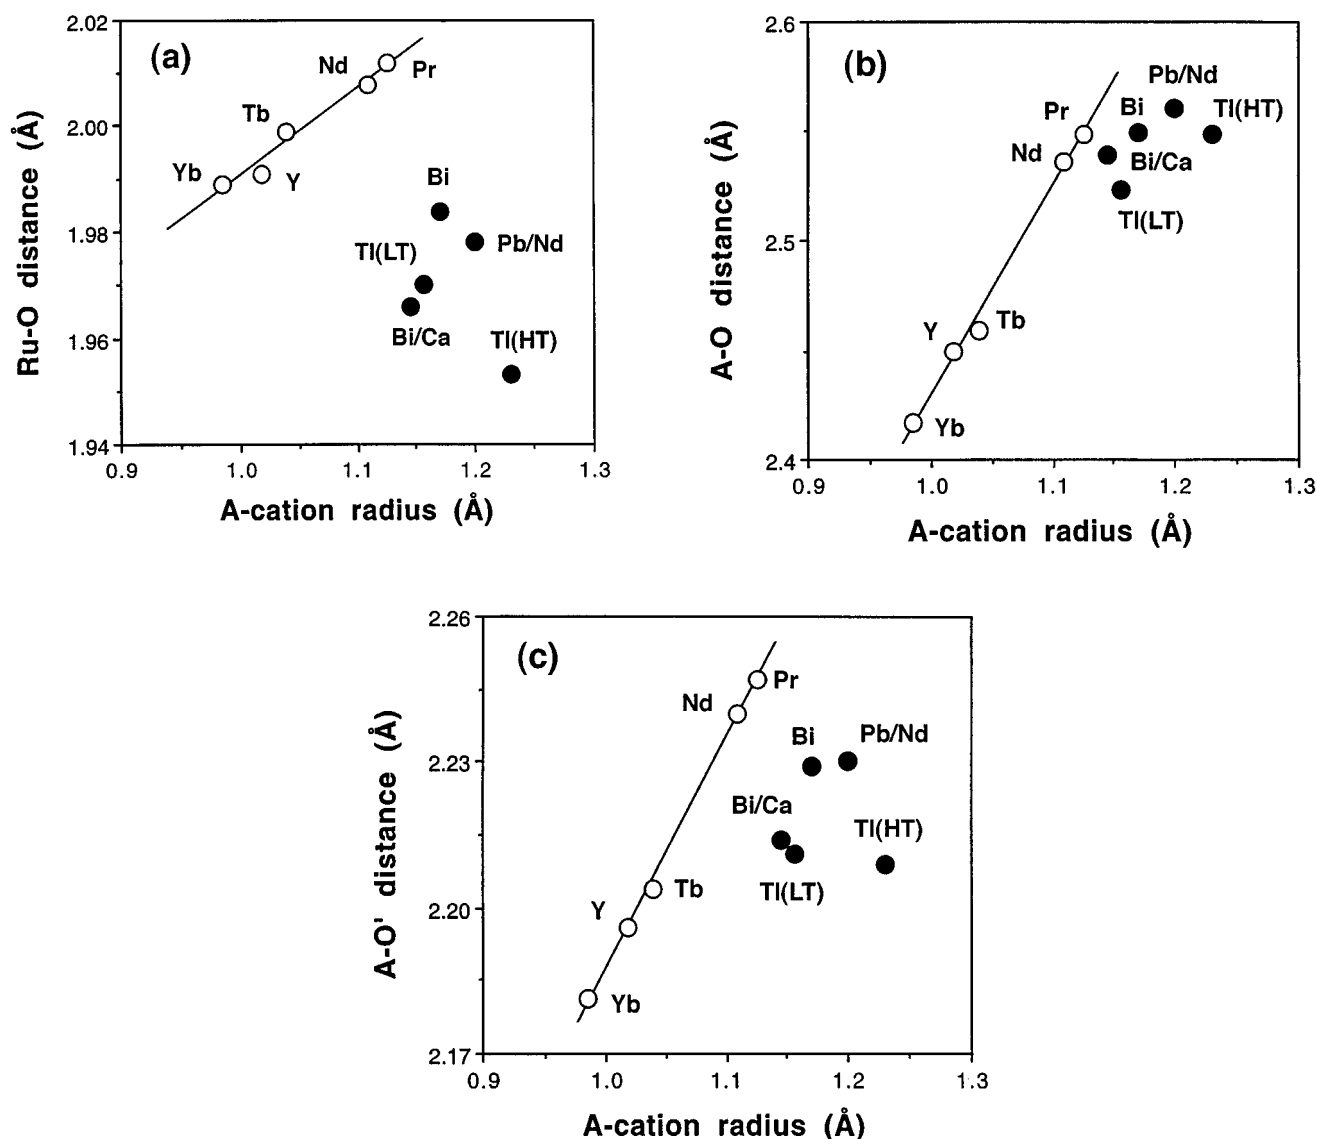 (a)
Ru-O distance (Å)
2.02
2.00
1.98
1.96
1.94
Nd
Pr
Tb
Yb
Y
Bi
Tl(LT)
Pb/Nd
Bi/Ca
Tl(HT)
0.9
1.0
1.1
1.2
1.3
A-cation radius (Å)
(b)
A-O distance (Å)
2.6
2.5
2.4
Pb/Nd
Pr
Bi
Tl(HT)
Nd
Bi/Ca
Tl(LT)
Y
Tb
Yb
0.9
1.0
1.1
1.2
1.3
A-cation radius (Å)
(c)
A-O' distance (Å)
2.26
2.23
2.20
2.17
Pr
Nd
Bi
Pb/Nd
Bi/Ca
Tl(HT)
Tl(LT)
Tb
Y
Yb
0.9
1.0
1.1
1.2
1.3
A-cation radius (Å)